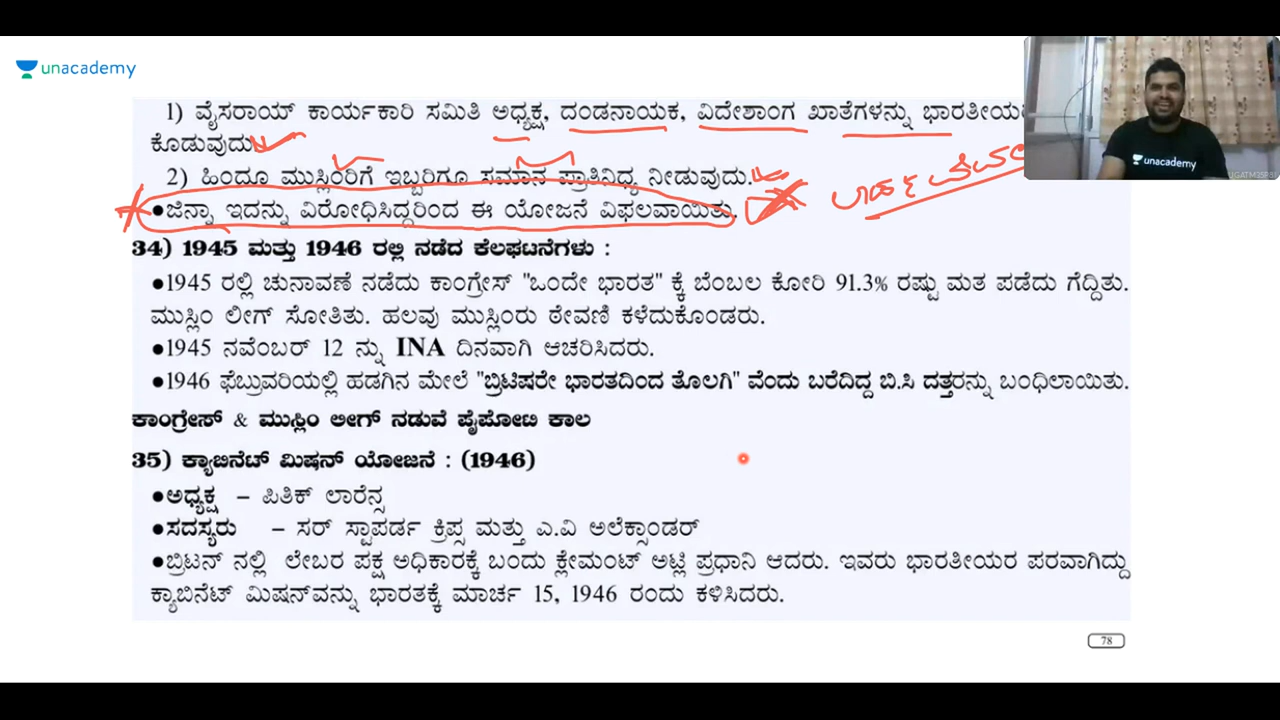 unacademy
1) ವೈಸರಾಯ್ ಕಾರ್ಯಕಾರಿ ಸಮಿತಿ ಅಧ್ಯಕ್ಷ, ದಂಡನಾಯಕ, ವಿದೇಶಾಂಗ ಖಾತೆಗಳನ್ನು
ಕೊಡುವುದು
2) ಹಿಂದೂ ಮುಸ್ಲಿಂರಿಗೆ ಇಬ್ಬರಿಗೂ ಸಮಾನ ಪ್ರಾತಿನಿಧ್ಯ ನೀಡುವುದು.
●ಜಿನ್ನಾ ಇದನ್ನು ವಿರೋಧಿಸಿದ್ದರಿಂದ ಈ ಯೋಜನೆ ವಿಫಲವಾಯಿತು.
34) 1945 ಮತ್ತು 1946 ರಲ್ಲಿ ನಡೆದ ಕೆಲಘಟನೆಗಳು :
●1945 ರಲ್ಲಿ ಚುನಾವಣೆ ನಡೆದು ಕಾಂಗ್ರೇಸ್ "ಒಂದೇ ಭಾರತ" ಕ್ಕೆ ಬೆಂಬಲ ಕೋರಿ 91.3% ರಷ್ಟು ಮತ ಪಡೆದು ಗೆದ್ದಿತು.
ಮುಸ್ಲಿಂ ಲೀಗ್ ಸೋತಿತು. ಹಲವು ಮುಸ್ಲಿಂರು ಠೇವಣಿ ಕಳೆದುಕೊಂಡರು.
●1945 ನವೆಂಬರ್ 12 ನ್ನು INA ದಿನವಾಗಿ ಆಚರಿಸಿದರು.
●1946 ಫೆಬ್ರುವರಿಯಲ್ಲಿ ಹಡಗಿನ ಮೇಲೆ "ಬ್ರಿಟಿಷರೇ ಭಾರತದಿಂದ ತೊಲಗಿ" ವೆಂದು ಬರೆದಿದ್ದ ಬಿ.ಸಿ ದತ್ತರನ್ನು ಬಂಧಿಲಾಯಿತು.
ಕಾಂಗ್ರೇಸ್ & ಮುಸ್ಲಿಂ ಲೀಗ್ ನಡುವೆ ಪೈಪೋಟಿ ಕಾಲ
35) ಕ್ಯಾಬಿನೆಟ್ ಮಿಷನ್ ಯೋಜನೆ : (1946)
●ಅಧ್ಯಕ್ಷ – ಪಿತಿಕ್ ಲಾರೆನ್ಸ
●ಸದಸ್ಯರು – ಸರ್ ಸ್ಟಾಪರ್ಡ ಕ್ರಿಪ್ಸ ಮತ್ತು ಎ.ವಿ ಅಲೆಕ್ಸಾಂಡರ್
●ಬ್ರಿಟನ್ ನಲ್ಲಿ ಲೇಬರ ಪಕ್ಷ ಅಧಿಕಾರಕ್ಕೆ ಬಂದು ಕ್ಲೇಮಂಟ್ ಅಟ್ಲಿ ಪ್ರಧಾನಿ ಆದರು. ಇವರು ಭಾರತೀಯರ ಪರವಾಗಿದ್ದು
ಕ್ಯಾಬಿನೆಟ್ ಮಿಷನ್‌ವನ್ನು ಭಾರತಕ್ಕೆ ಮಾರ್ಚ 15, 1946 ರಂದು ಕಳಿಸಿದರು.
78
unacademy